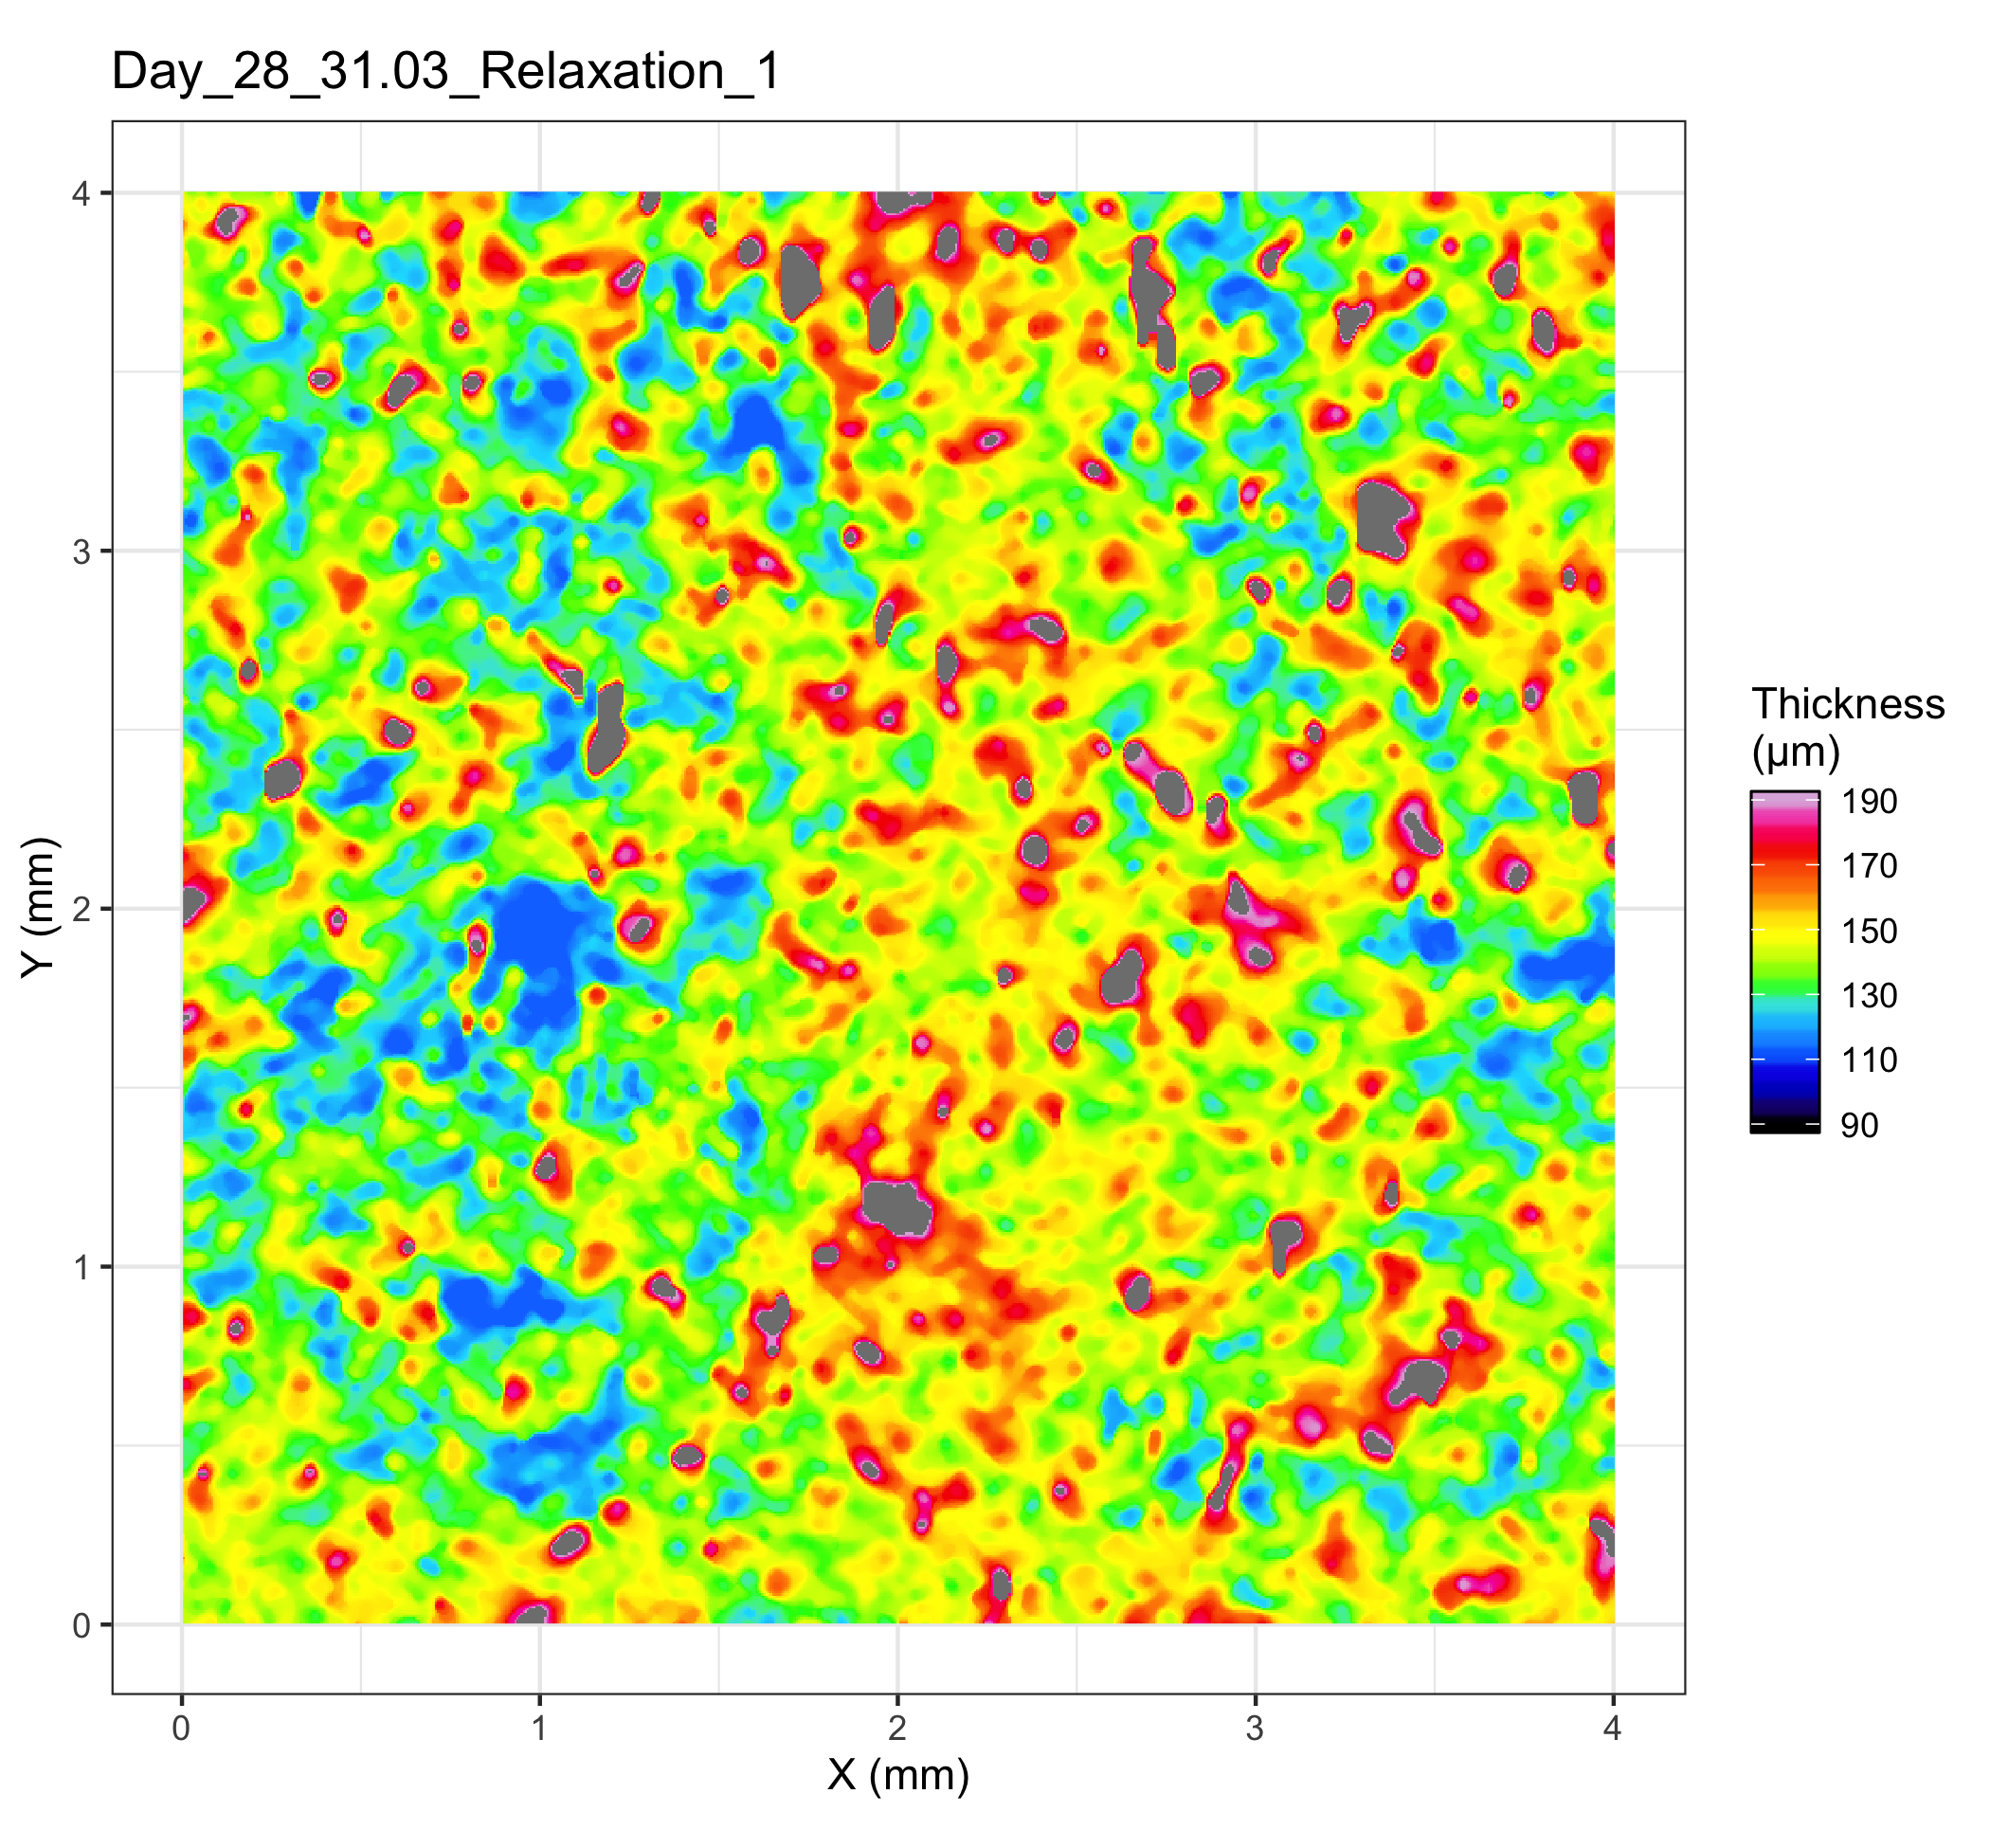 Day_28_31.03_Relaxation_1
4
3
2
1
0
Y (mm)
0 1 2 3 4
X (mm)
Thickness
(μm)
190
170
150
130
110
90